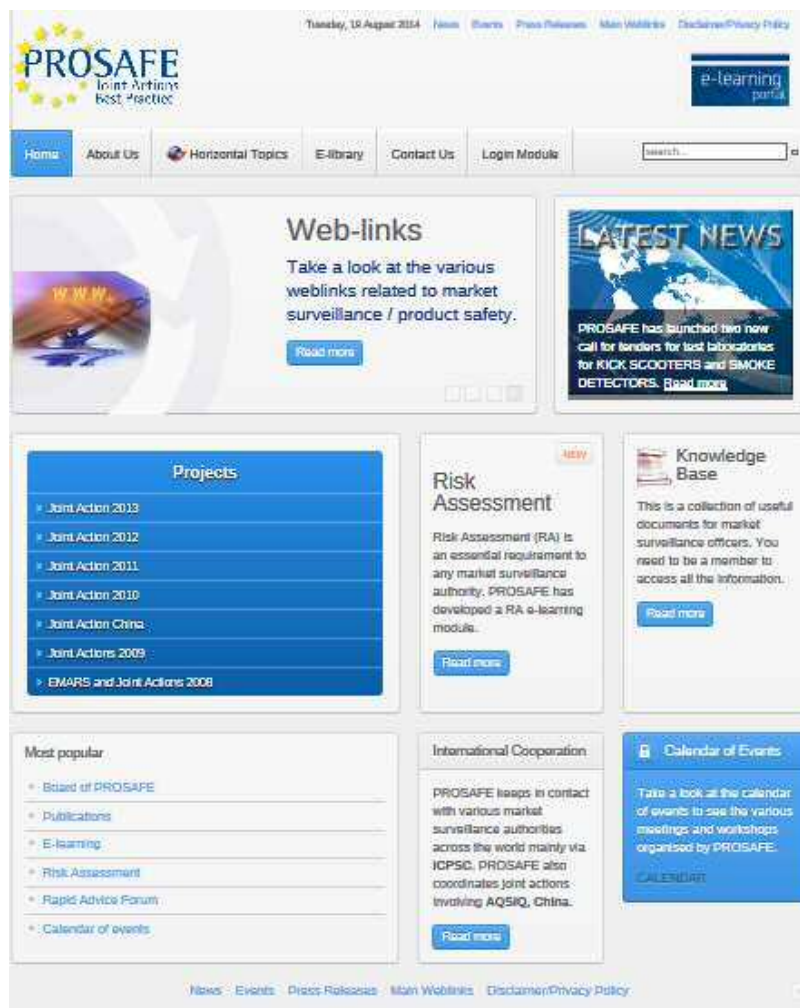 Tuesday, 19 August 2014 News Events Press Releases Main Weblinks Disclaimer/Privacy Policy
PROSAFE
Joint Actions
Best Practice
e-learning
portal
Home About Us Horizontal Topics E-library Contact Us Login Module search...
Web-links
Take a look at the various
weblinks related to market
surveillance / product safety.
Read more
www.
LATEST NEWS
PROSAFE has launched two new
call for tenders for test laboratories
for KICK SCOOTERS and SMOKE
DETECTORS. Read more
Projects
Joint Action 2013
Joint Action 2012
Joint Action 2011
Joint Action 2010
Joint Action China
Joint Actions 2009
EMARS and Joint Actions 2008
NEW
Risk
Assessment
Risk Assessment (RA) is
an essential requirement to
any market surveillance
authority. PROSAFE has
developed a RA e-learning
module.
Read more
Knowledge
Base
This is a collection of useful
documents for market
surveillance officers. You
need to be a member to
access all the information.
Read more
Most popular
Board of PROSAFE
Publications
E-learning
Risk Assessment
Rapid Advice Forum
Calendar of events
International Cooperation
PROSAFE keeps in contact
with various market
surveillance authorities
across the world mainly via
ICPSC. PROSAFE also
coordinates joint actions
involving AQSIQ, China.
Read more
Calendar of Events
Take a look at the calendar
of events to see the various
meetings and workshops
organised by PROSAFE.
CALENDAR
News Events Press Releases Main Weblinks Disclaimer/Privacy Policy